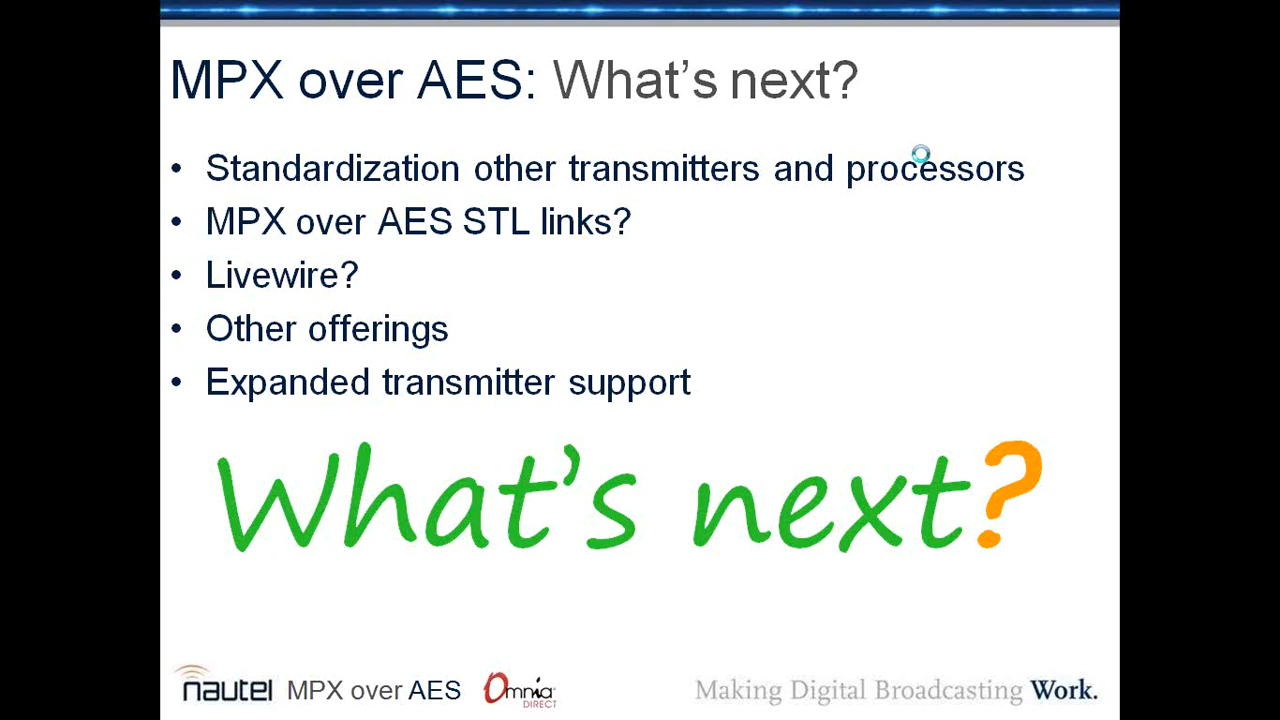 MPX over AES: What's next?
• Standardization other transmitters and processors
• MPX over AES STL links?
• Livewire?
• Other offerings
• Expanded transmitter support
What's next?
nautel MPX over AES Omnia DIRECT Making Digital Broadcasting Work.